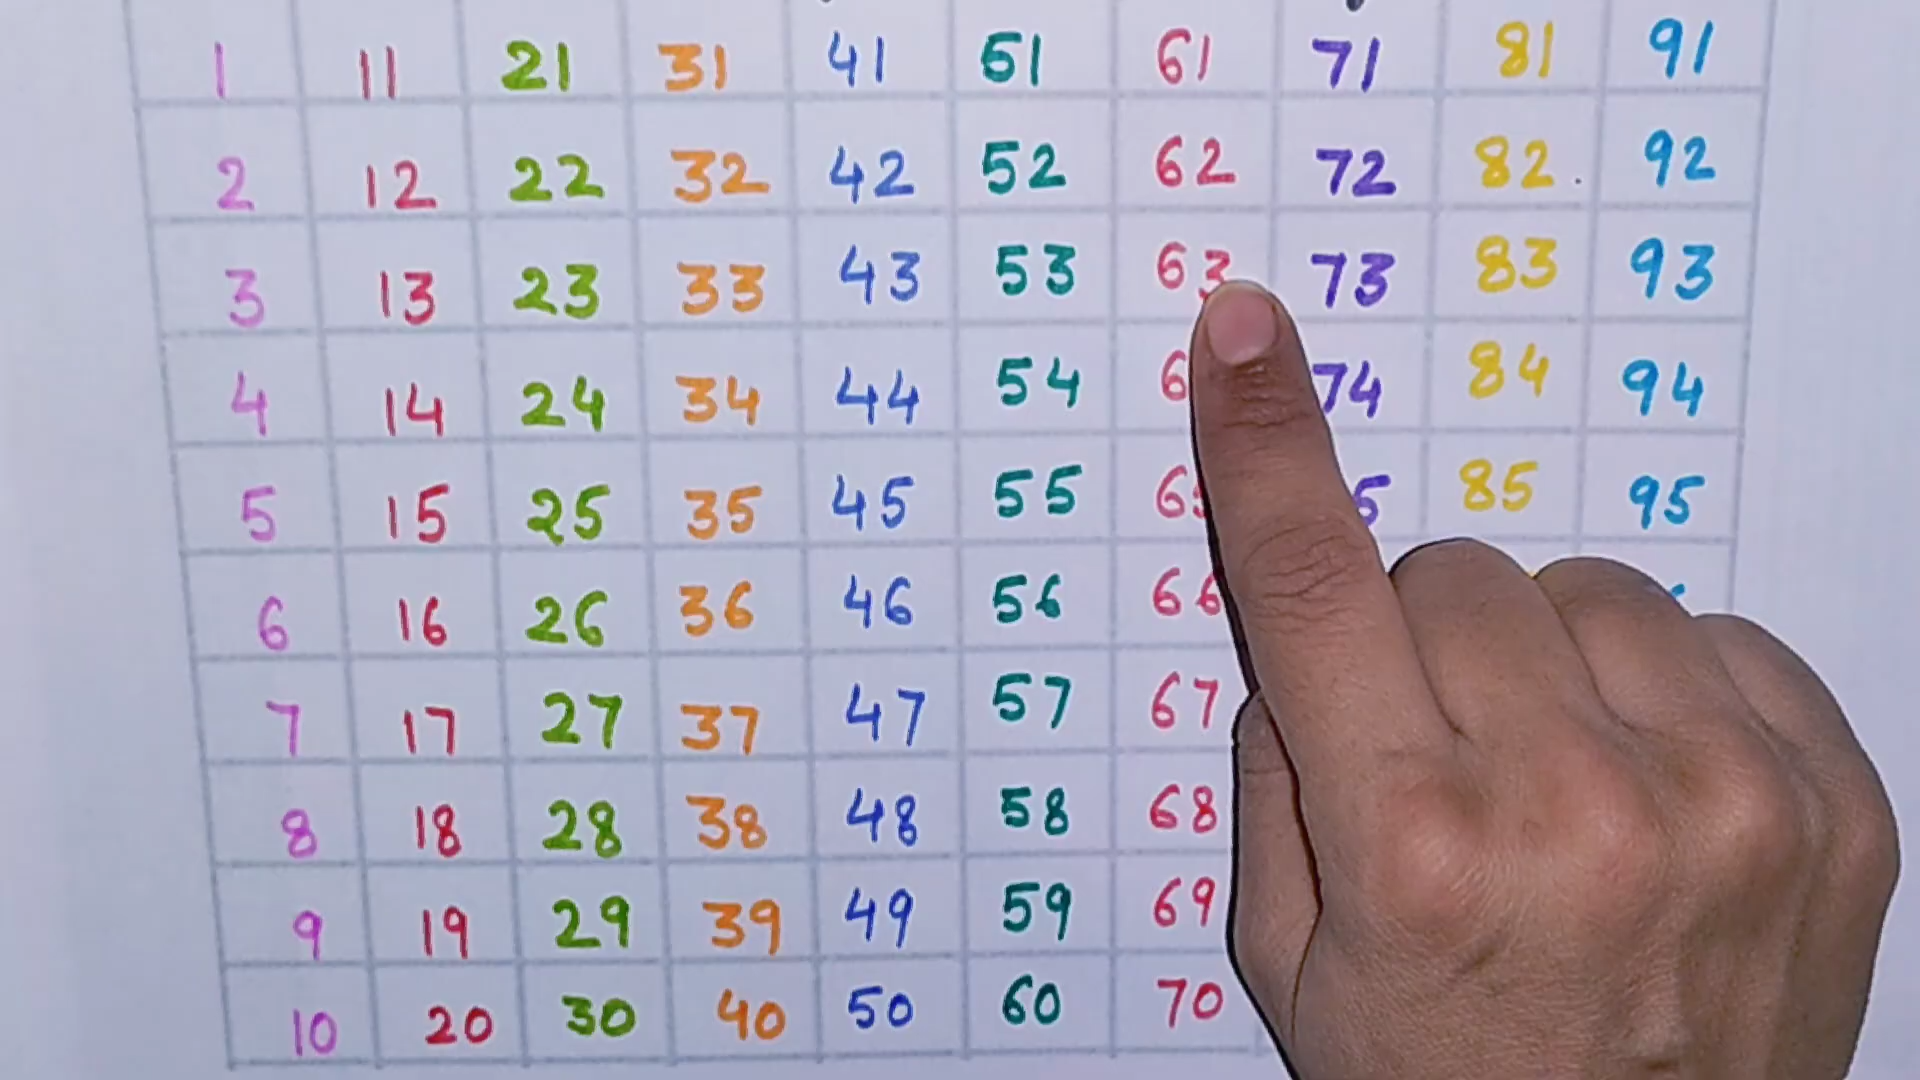 1 11 21 31 41 51 61 71 81 91
2 12 22 32 42 52 62 72 82 92
3 13 23 33 43 53 63 73 83 93
4 14 24 34 44 54 6 74 84 94
5 15 25 35 45 55 65 5 85 95
6 16 26 36 46 56 66
7 17 27 37 47 57 67
8 18 28 38 48 58 68
9 19 29 39 49 59 69
10 20 30 40 50 60 70